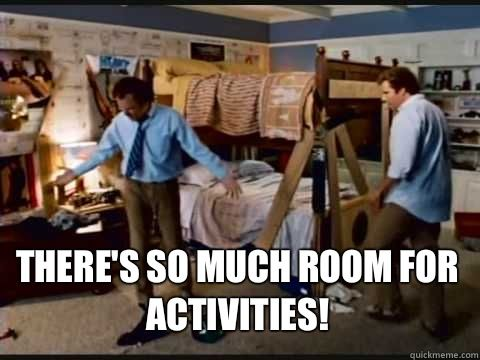 THERE'S SO MUCH ROOM FOR
ACTIVITIES!
quickmeme.com